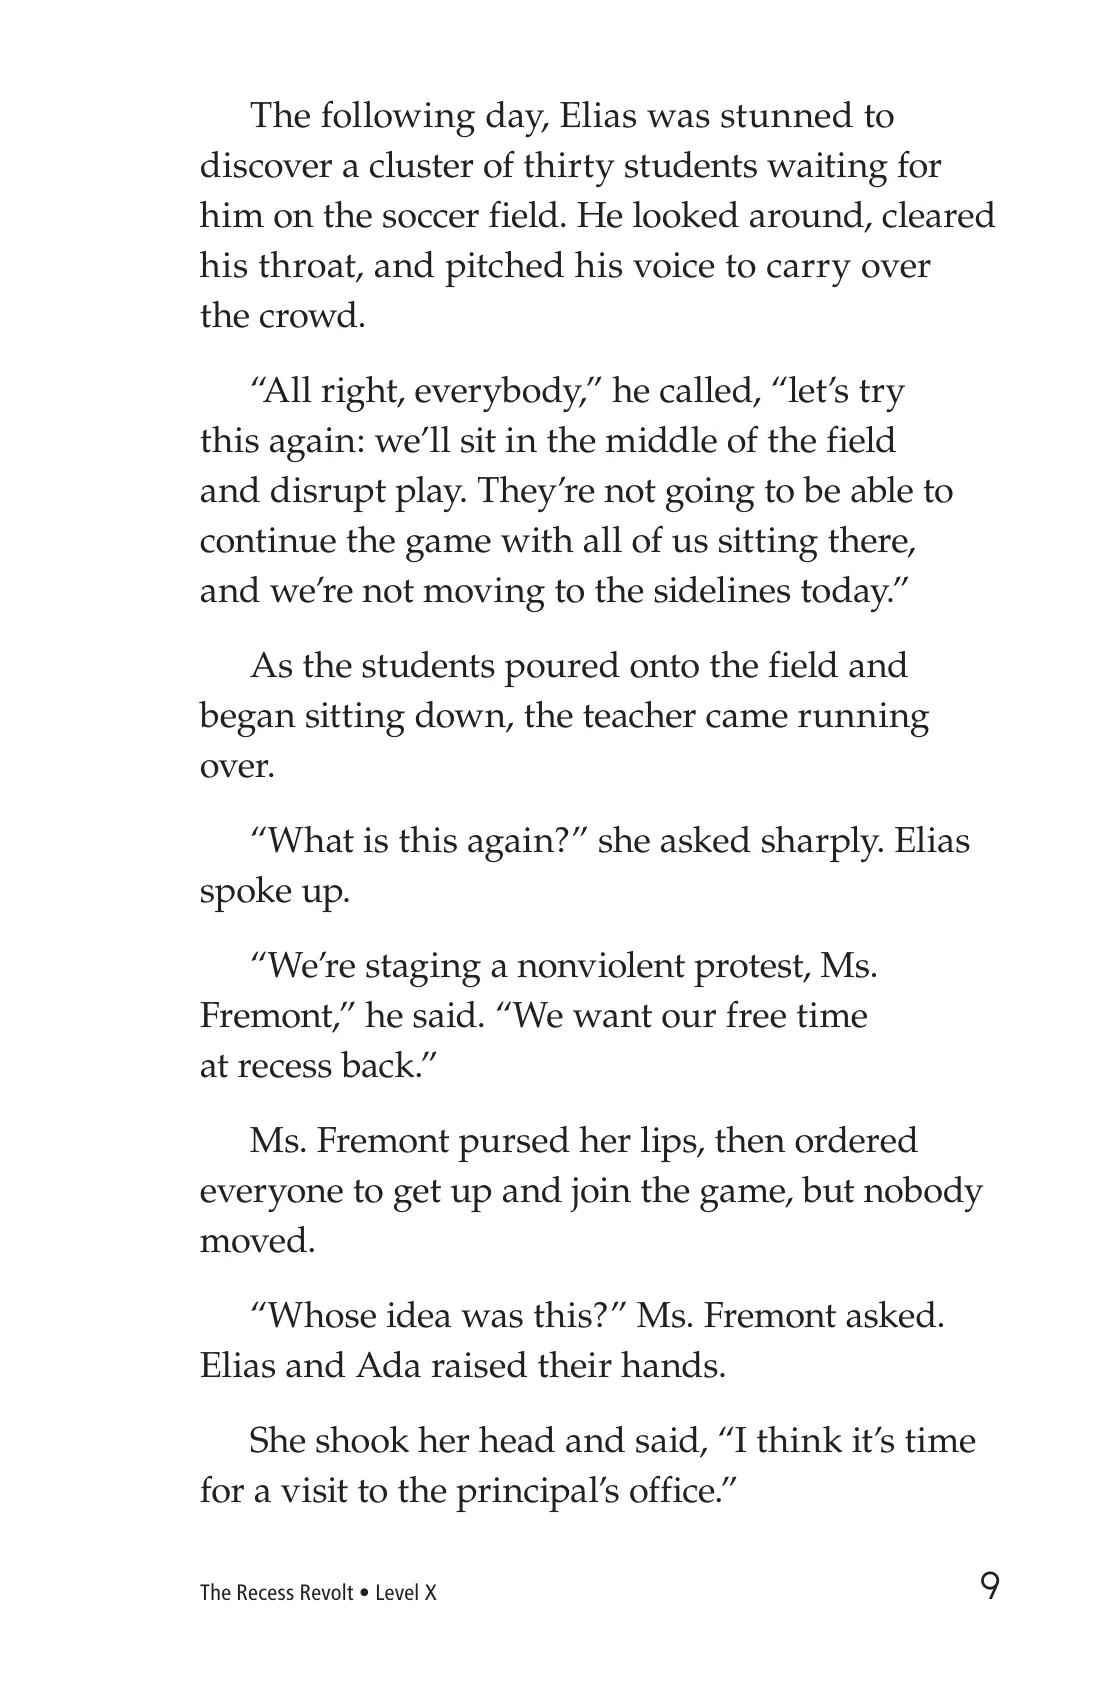 The following day, Elias was stunned to
discover a cluster of thirty students waiting for
him on the soccer field. He looked around, cleared
his throat, and pitched his voice to carry over
the crowd.
“All right, everybody,” he called, “let’s try
this again: we’ll sit in the middle of the field
and disrupt play. They’re not going to be able to
continue the game with all of us sitting there,
and we’re not moving to the sidelines today.”
As the students poured onto the field and
began sitting down, the teacher came running
over.
“What is this again?” she asked sharply. Elias
spoke up.
“We’re staging a nonviolent protest, Ms.
Fremont,” he said. “We want our free time
at recess back.”
Ms. Fremont pursed her lips, then ordered
everyone to get up and join the game, but nobody
moved.
“Whose idea was this?” Ms. Fremont asked.
Elias and Ada raised their hands.
She shook her head and said, “I think it’s time
for a visit to the principal’s office.”
The Recess Revolt • Level X 9